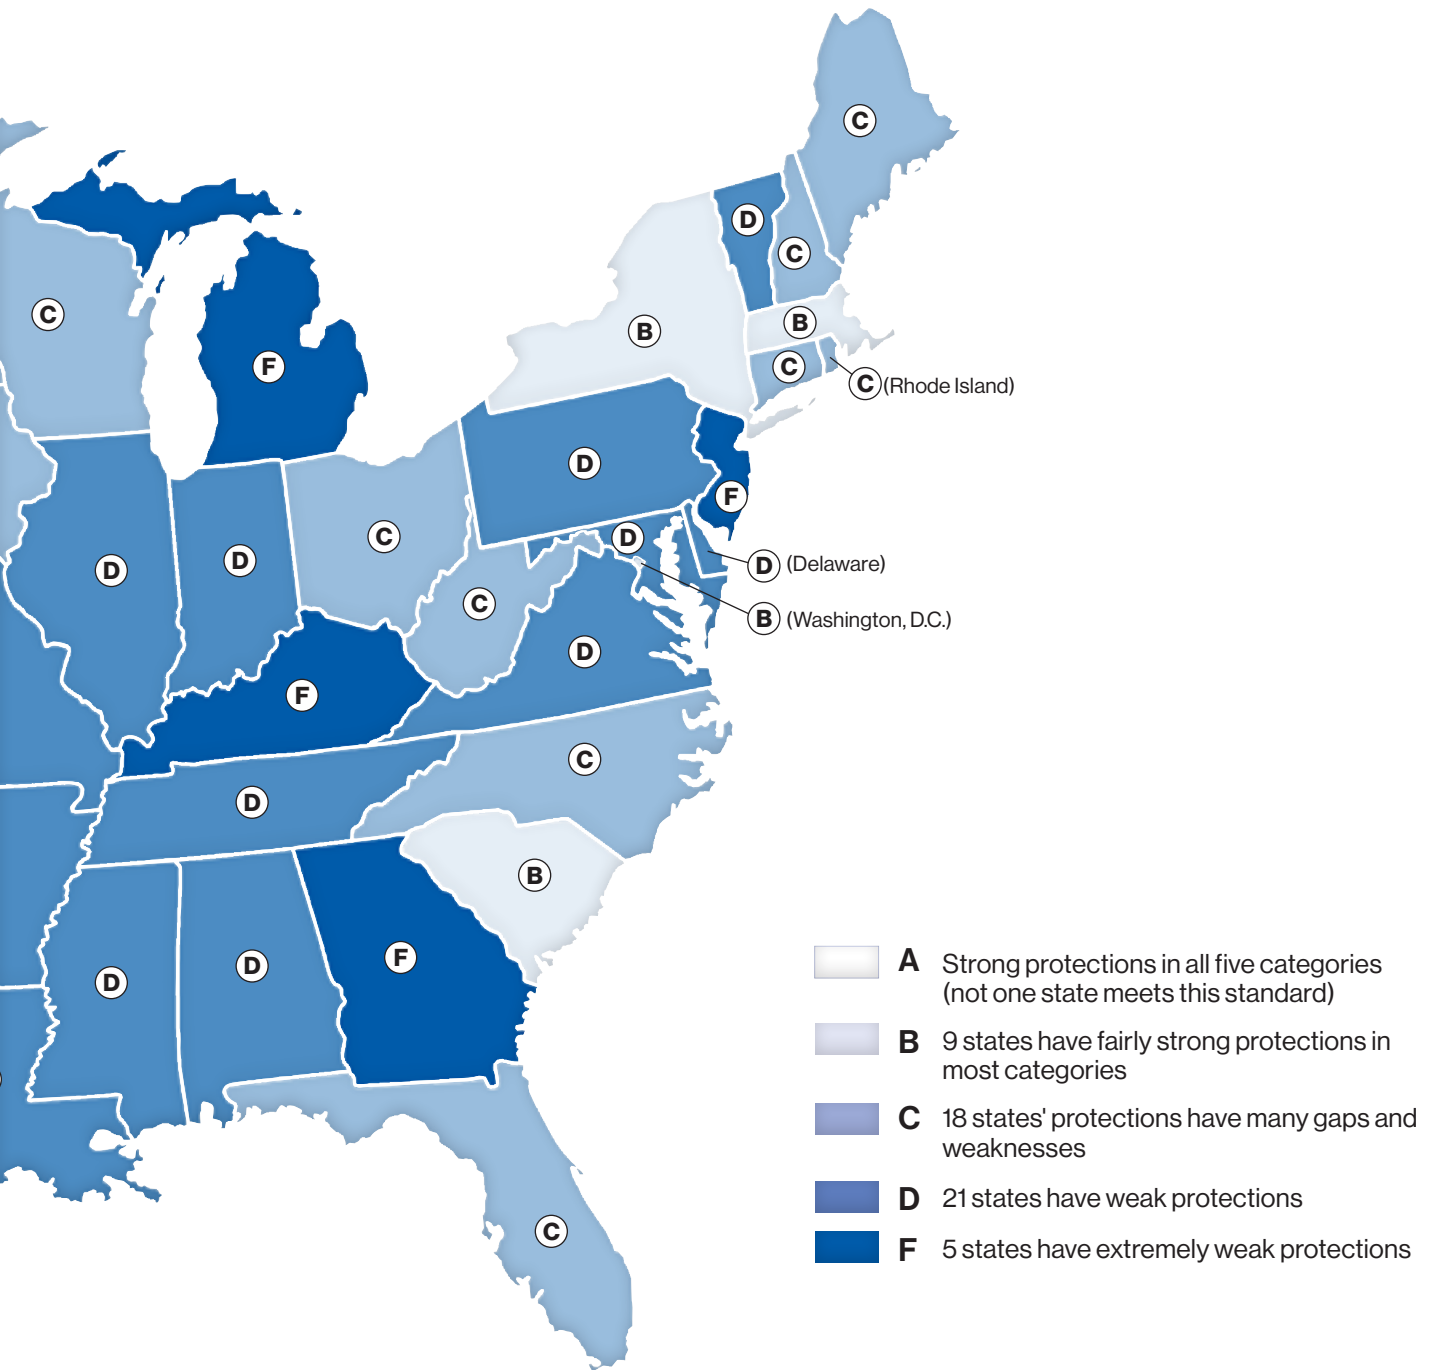 C
D
C
C
B
B
F
C
C (Rhode Island)
D
F
C
D
D
D
D (Delaware)
C
B (Washington, D.C.)
D
F
C
D
B
F
D
D
C
A Strong protections in all five categories
(not one state meets this standard)
B 9 states have fairly strong protections in
most categories
C 18 states' protections have many gaps and
weaknesses
D 21 states have weak protections
F 5 states have extremely weak protections